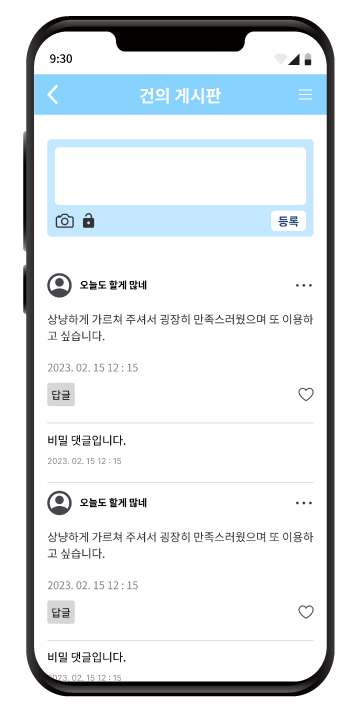 9:30
건의 게시판
등록
오늘도 할게 많네
상냥하게 가르쳐 주셔서 굉장히 만족스러웠으며 또 이용하
고 싶습니다.
2023. 02. 15 12 : 15
답글
비밀 댓글입니다.
2023. 02. 15 12 : 15
오늘도 할게 많네
상냥하게 가르쳐 주셔서 굉장히 만족스러웠으며 또 이용하
고 싶습니다.
2023. 02. 15 12 : 15
답글
비밀 댓글입니다.
2023. 02. 15 12 : 15